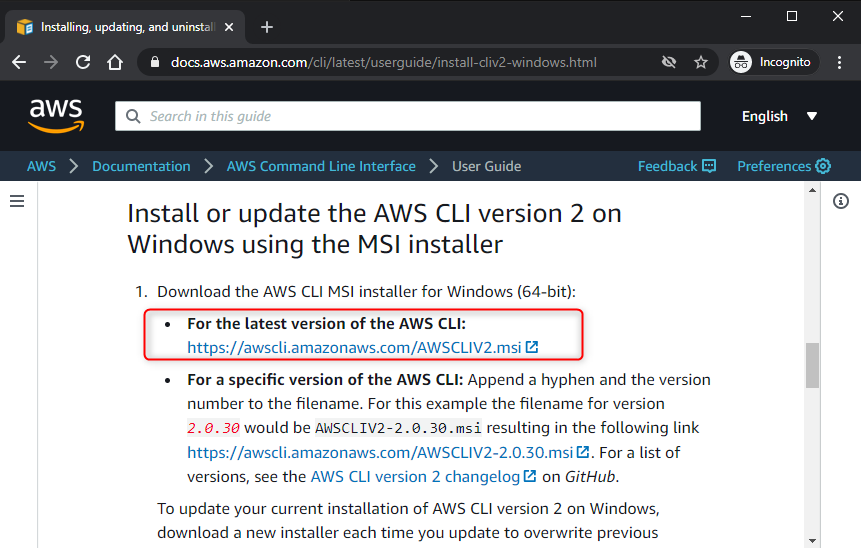 Installing, updating, and uninstall
docs.aws.amazon.com/cli/latest/userguide/install-cliv2-windows.html
Incognito
aws
Search in this guide
English
AWS > Documentation > AWS Command Line Interface > User Guide
Feedback
Preferences
Install or update the AWS CLI version 2 on
Windows using the MSI installer
1. Download the AWS CLI MSI installer for Windows (64-bit):
• For the latest version of the AWS CLI:
https://awscli.amazonaws.com/AWSCLIV2.msi
• For a specific version of the AWS CLI: Append a hyphen and the version
number to the filename. For this example the filename for version
2.0.30 would be AWSCLIV2-2.0.30.msi resulting in the following link
https://awscli.amazonaws.com/AWSCLIV2-2.0.30.msi. For a list of
versions, see the AWS CLI version 2 changelog on GitHub.
To update your current installation of AWS CLI version 2 on Windows,
download a new installer each time you update to overwrite previous